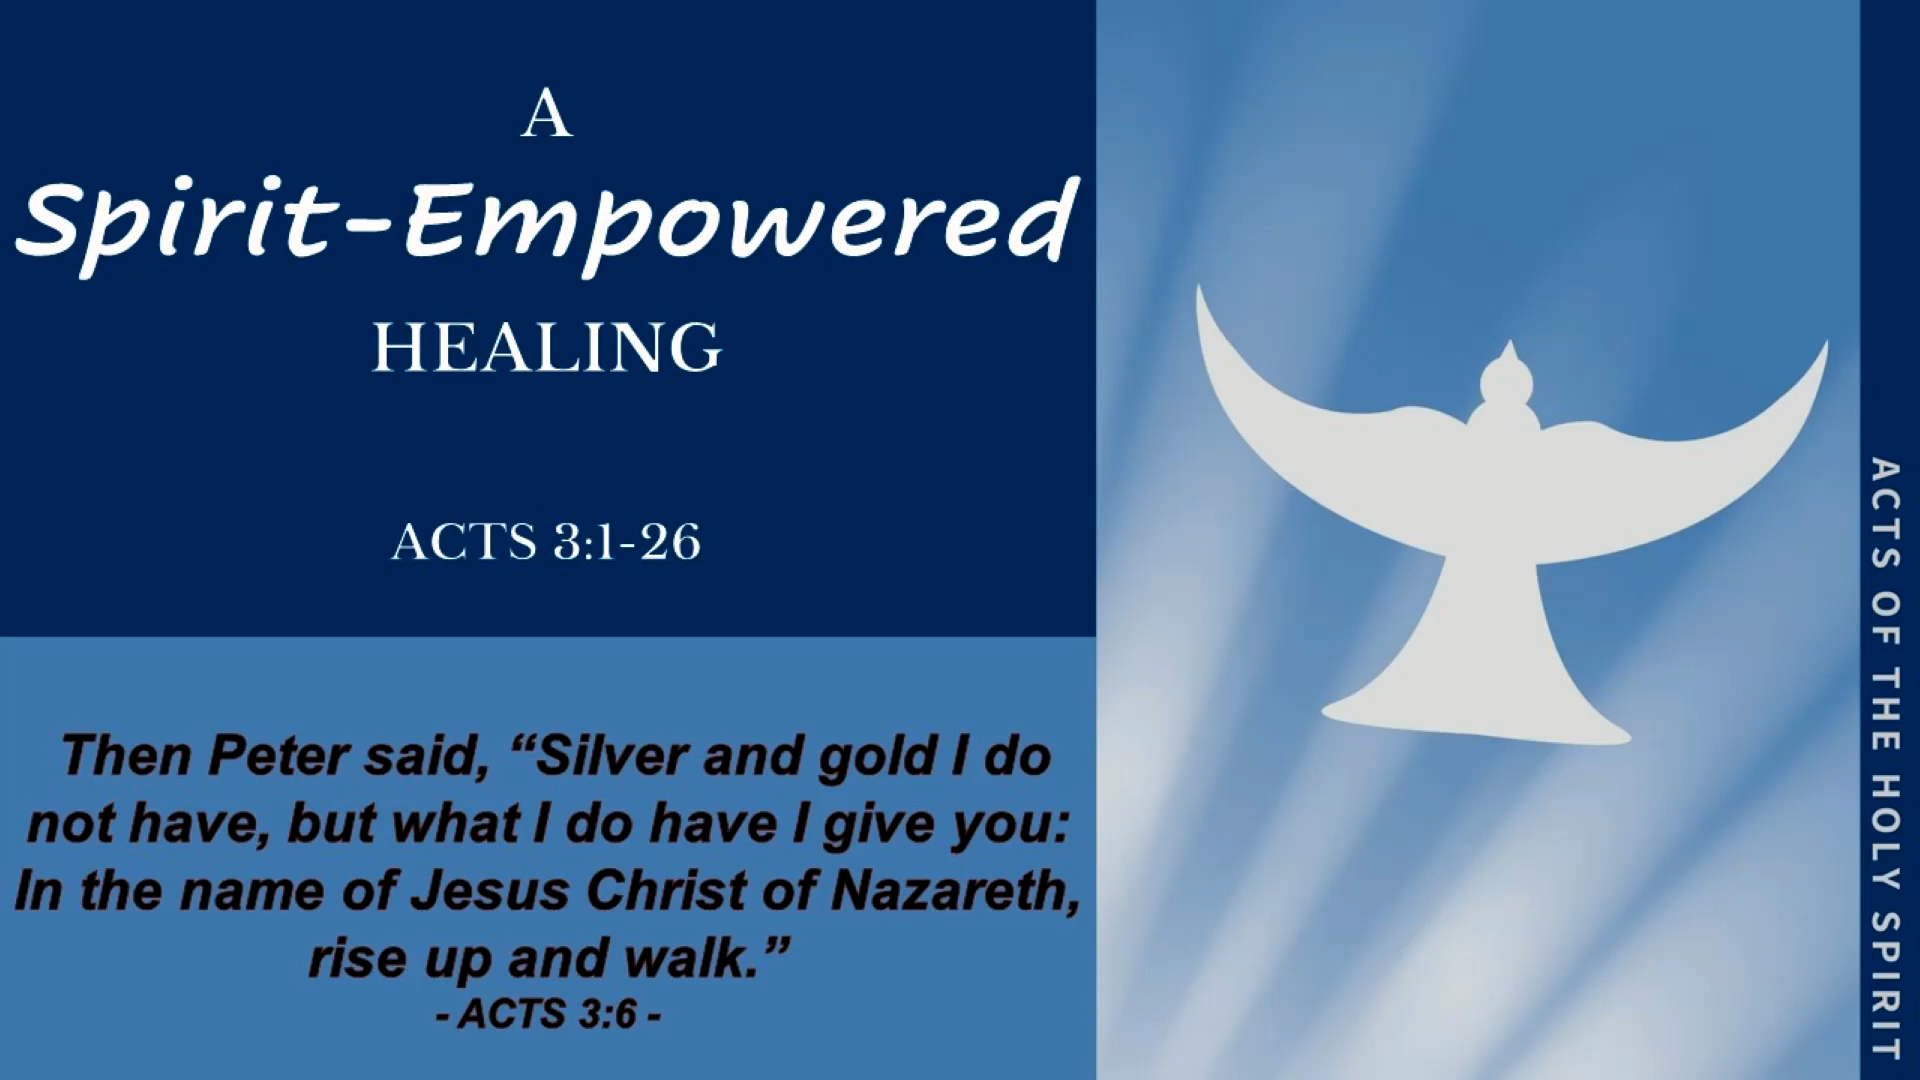 A
Spirit-Empowered
HEALING
ACTS 3:1-26
Then Peter said, “Silver and gold I do
not have, but what I do have I give you:
In the name of Jesus Christ of Nazareth,
rise up and walk.”
- ACTS 3:6 -
ACTS OF THE HOLY SPIRIT